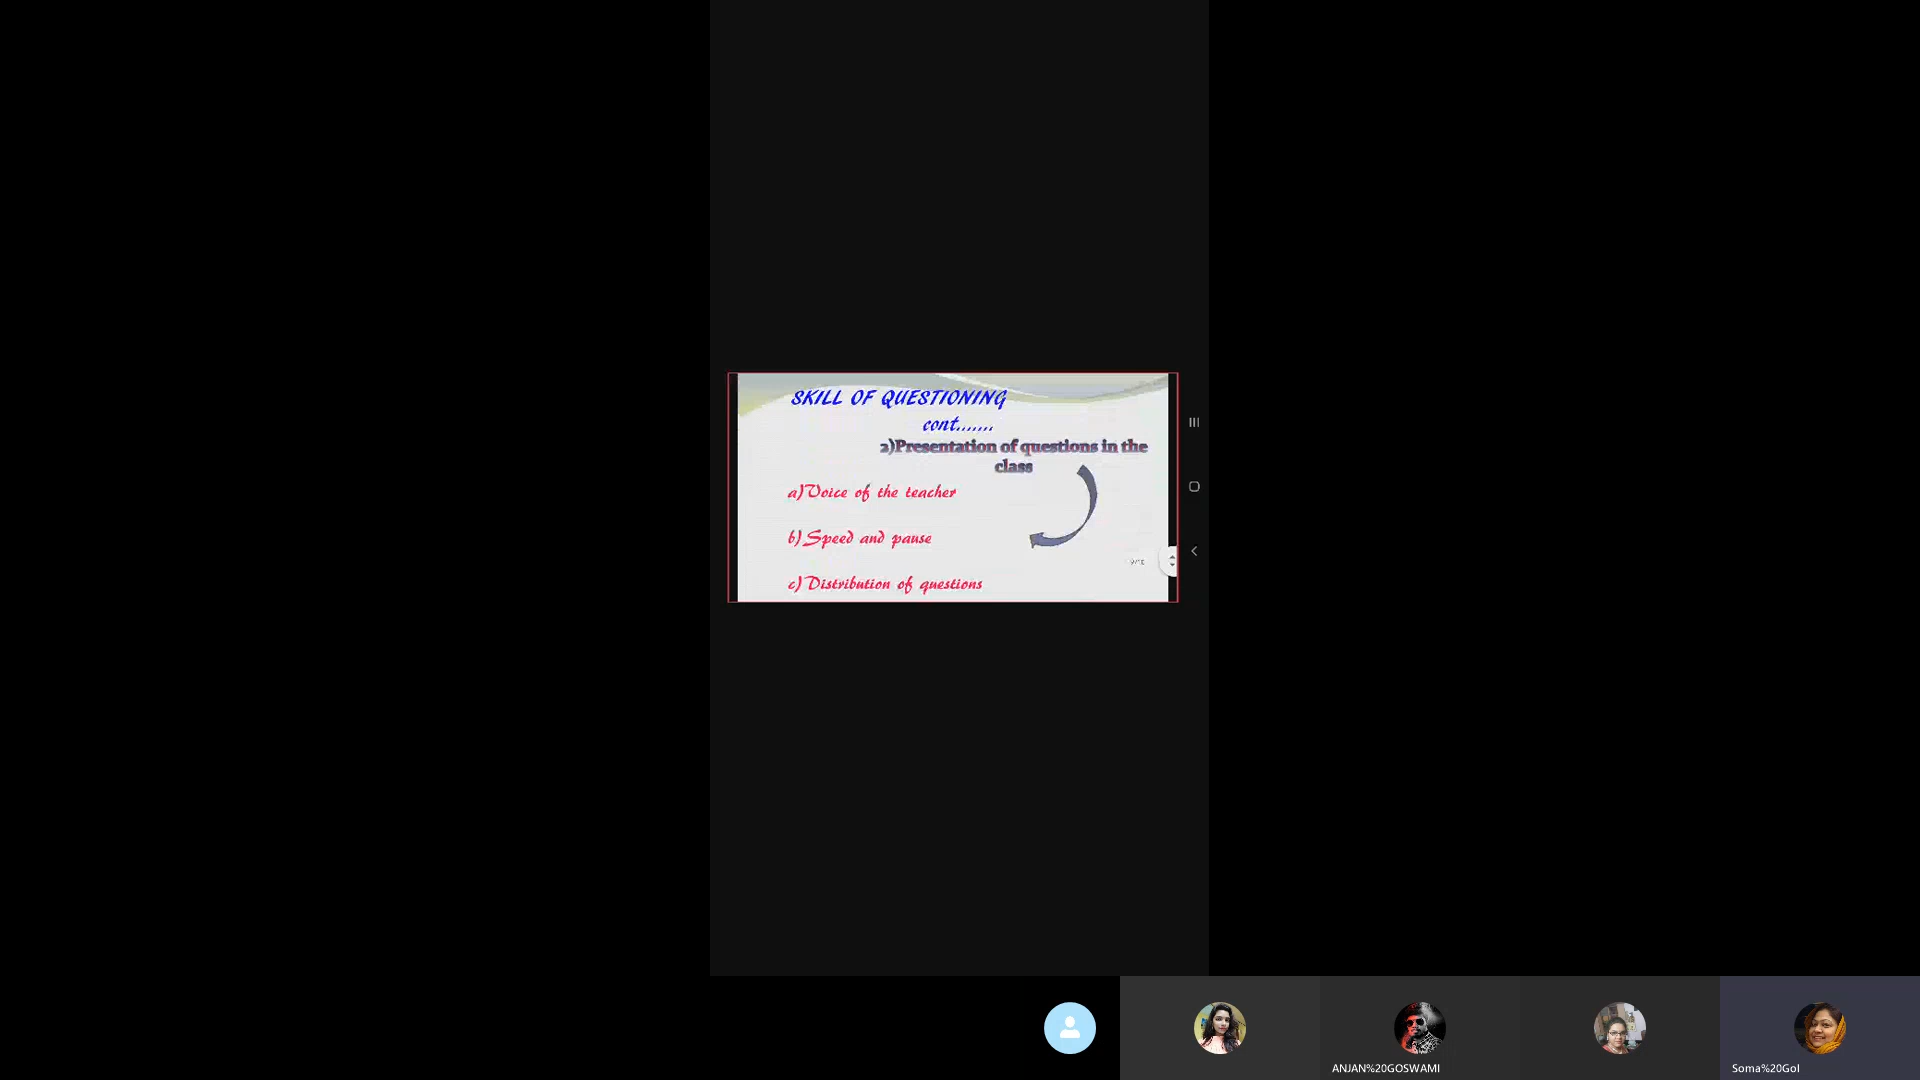 SKILL OF QUESTIONING
cont.......
2)Presentation of questions in the
class
a)Voice of the teacher
b)Speed and pause
c)Distribution of questions
ANJAN%20GOSWAMI
Soma%20Gol